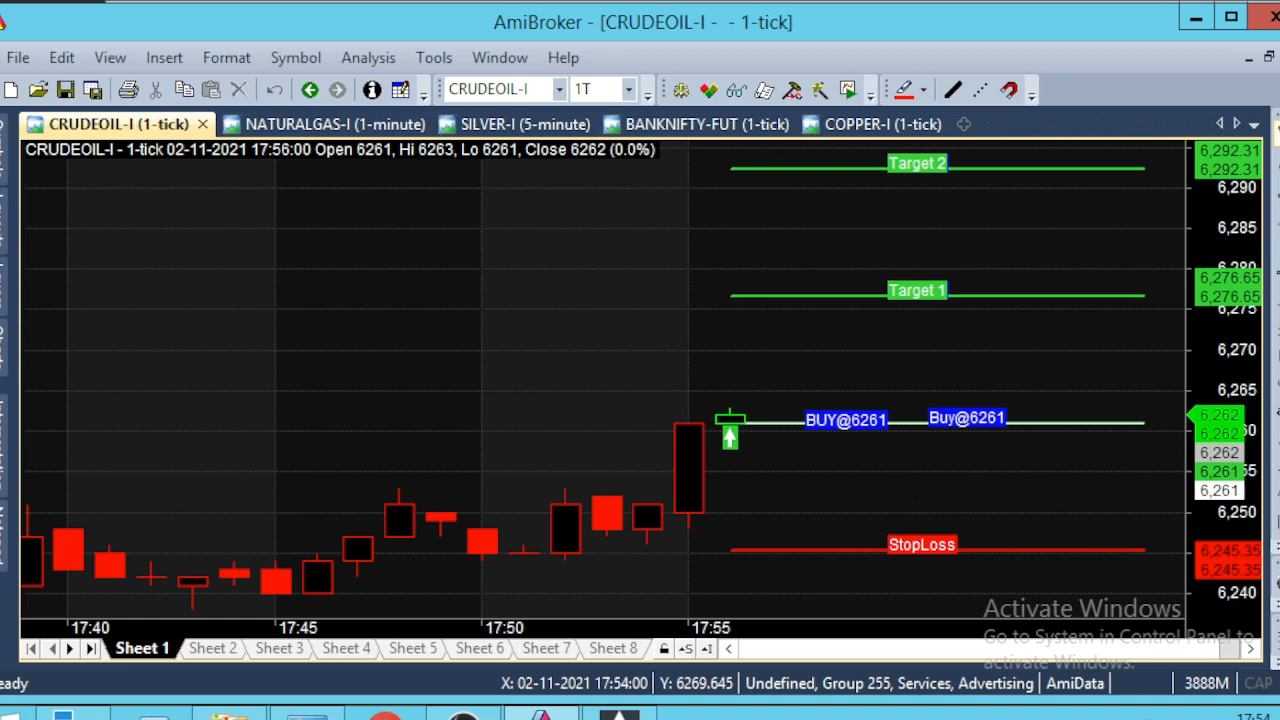 AmiBroker - [CRUDEOIL-I - - 1-tick]
File Edit View Insert Format Symbol Analysis Tools Window Help
CRUDEOIL-I 1T
CRUDEOIL-I (1-tick) NATURALGAS-I (1-minute) SILVER-I (5-minute) BANKNIFTY-FUT (1-tick) COPPER-I (1-tick)
CRUDEOIL-I - 1-tick 02-11-2021 17:56:00 Open 6261, Hi 6263, Lo 6261, Close 6262 (0.0%)
6,292.31
Target 2
6,292.31
6,290
6,285
6,280
6,276.65
Target 1
6,276.65
6,275
6,270
6,265
6,262
BUY@6261 Buy@6261
6,262
6,262
6,261
6,261
6,250
StopLoss
6,245.35
6,245.35
6,240
Activate Windows
Go to System in Control Panel to
activate Windows.
17:40 17:45 17:50 17:55
Sheet 1 Sheet 2 Sheet 3 Sheet 4 Sheet 5 Sheet 6 Sheet 7 Sheet 8
eady X: 02-11-2021 17:54:00 Y: 6269.645 Undefined, Group 255, Services, Advertising AmiData 3888M CAP
17:54